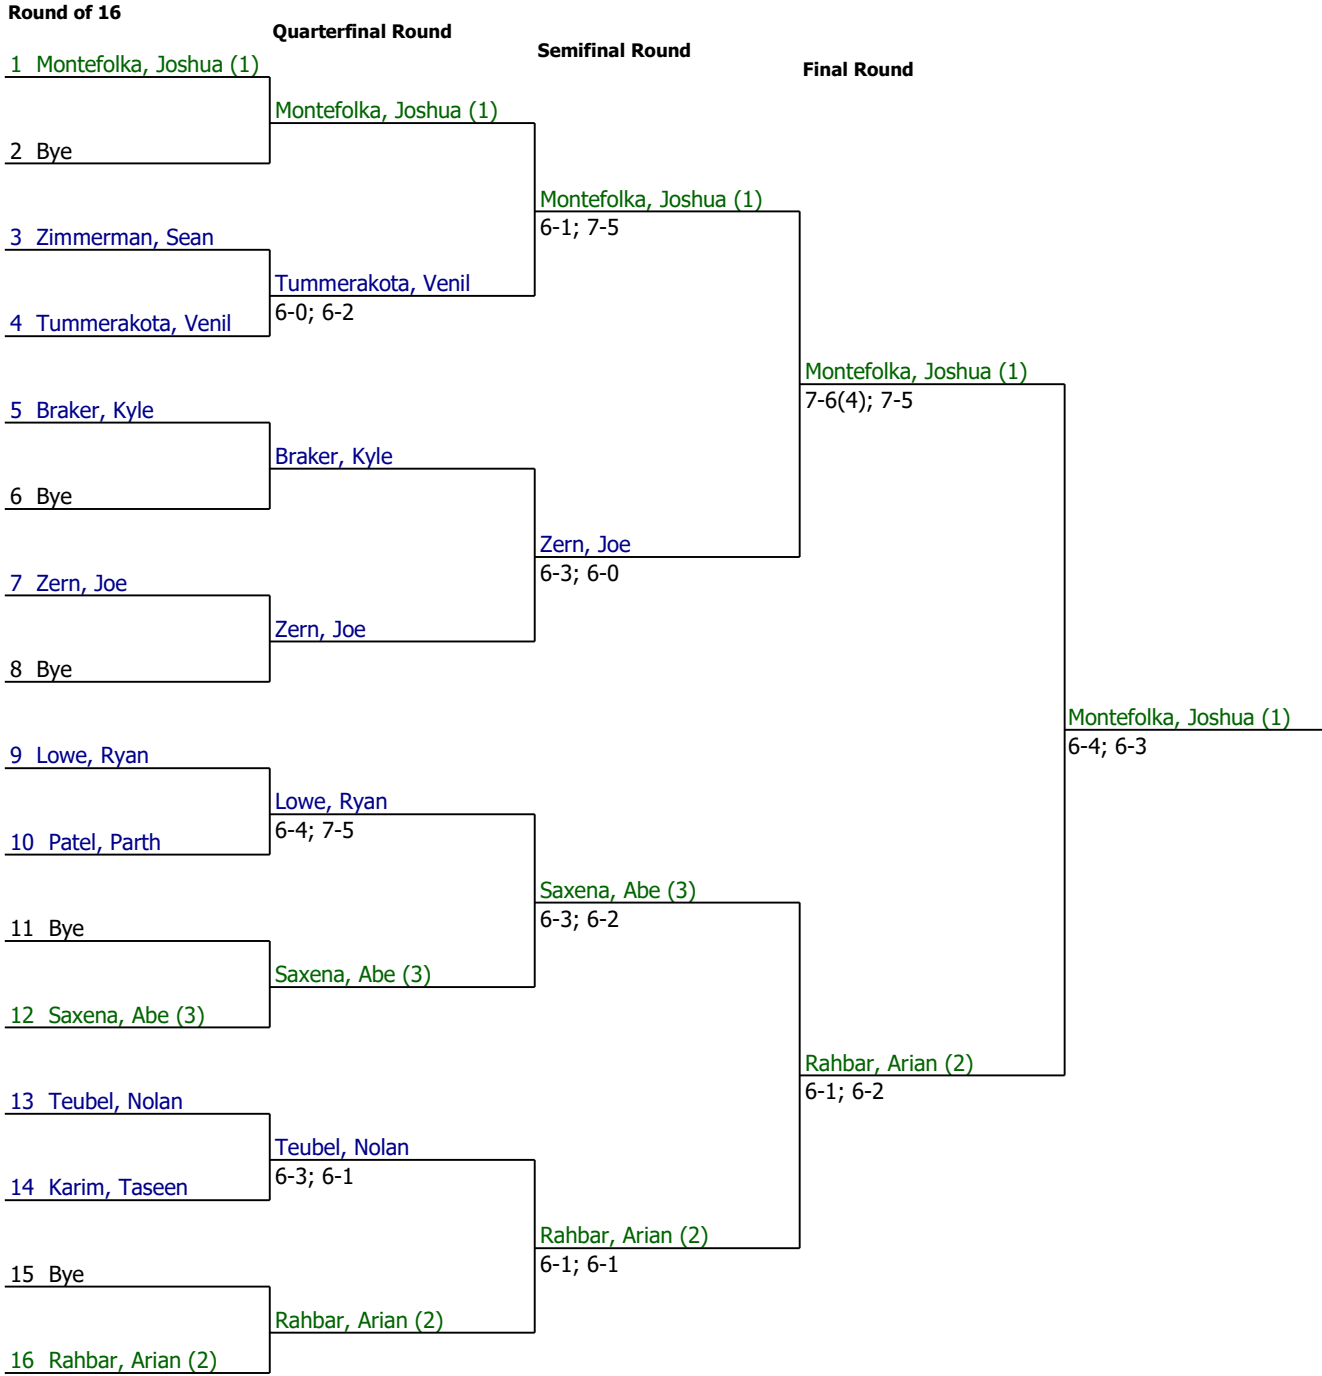 Round of 16
Quarterfinal Round
Semifinal Round
Final Round
1 Montefolka, Joshua (1)
2 Bye
3 Zimmerman, Sean
4 Tummerakota, Venil
5 Braker, Kyle
6 Bye
7 Zern, Joe
8 Bye
9 Lowe, Ryan
10 Patel, Parth
11 Bye
12 Saxena, Abe (3)
13 Teubel, Nolan
14 Karim, Taseen
15 Bye
16 Rahbar, Arian (2)
Montefolka, Joshua (1)
Tummerakota, Venil
6-0; 6-2
Braker, Kyle
Zern, Joe
Lowe, Ryan
6-4; 7-5
Saxena, Abe (3)
Teubel, Nolan
6-3; 6-1
Rahbar, Arian (2)
Montefolka, Joshua (1)
6-1; 7-5
Zern, Joe
6-3; 6-0
Saxena, Abe (3)
6-3; 6-2
Rahbar, Arian (2)
6-1; 6-1
Montefolka, Joshua (1)
7-6(4); 7-5
Rahbar, Arian (2)
6-1; 6-2
Montefolka, Joshua (1)
6-4; 6-3